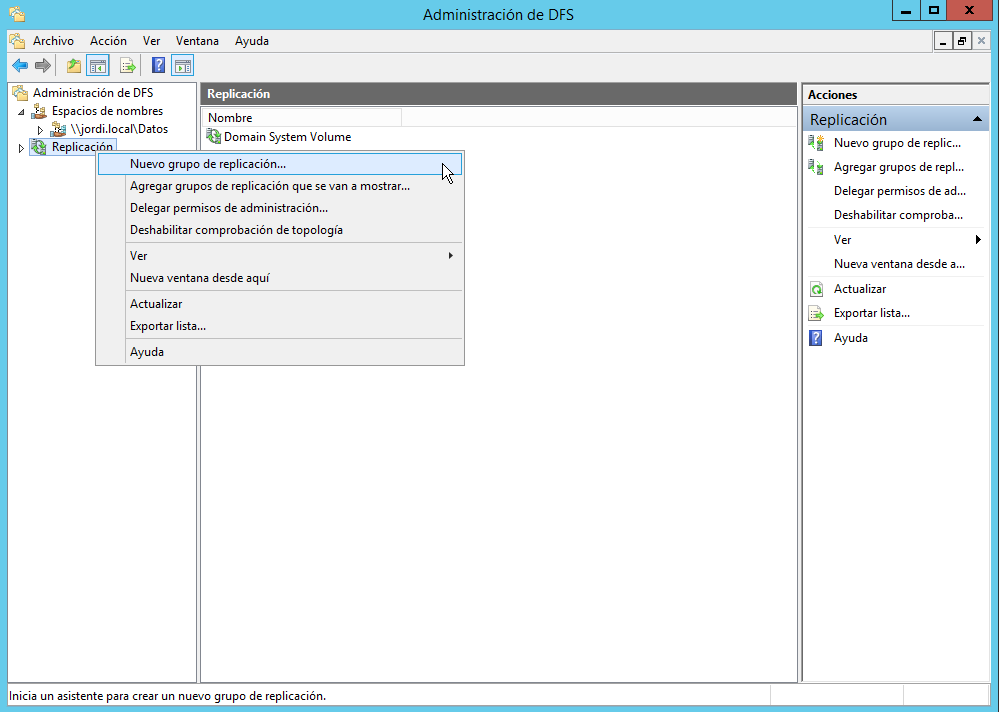 Administración de DFS
Archivo Acción Ver Ventana Ayuda
Administración de DFS
Espacios de nombres
\\jordi.local\Datos
Replicación
Replicación
Nombre
Domain System Volume
Nuevo grupo de replicación...
Agregar grupos de replicación que se van a mostrar...
Delegar permisos de administración...
Deshabilitar comprobación de topología
Ver
Nueva ventana desde aquí
Actualizar
Exportar lista...
Ayuda
Acciones
Replicación
Nuevo grupo de replic...
Agregar grupos de repl...
Delegar permisos de ad...
Deshabilitar comproba...
Ver
Nueva ventana desde a...
Actualizar
Exportar lista...
Ayuda
Inicia un asistente para crear un nuevo grupo de replicación.